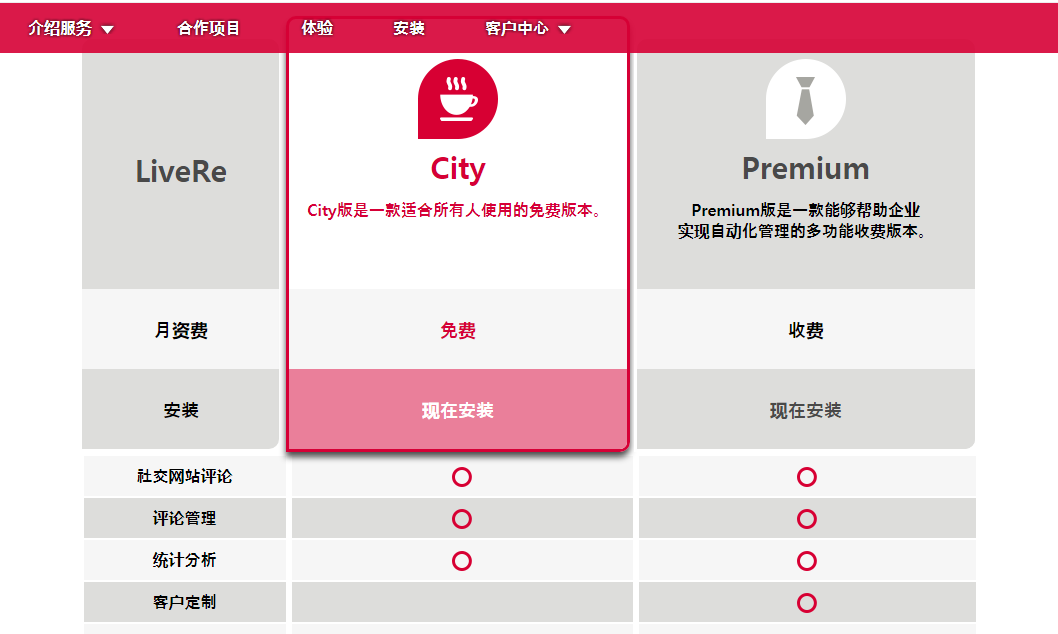 介绍服务
合作项目
体验
安装
客户中心
LiveRe
City
City版是一款适合所有人使用的免费版本。
Premium
Premium版是一款能够帮助企业
实现自动化管理的多功能收费版本。
月资费
免费
收费
安装
现在安装
现在安装
社交网站评论
评论管理
统计分析
客户定制